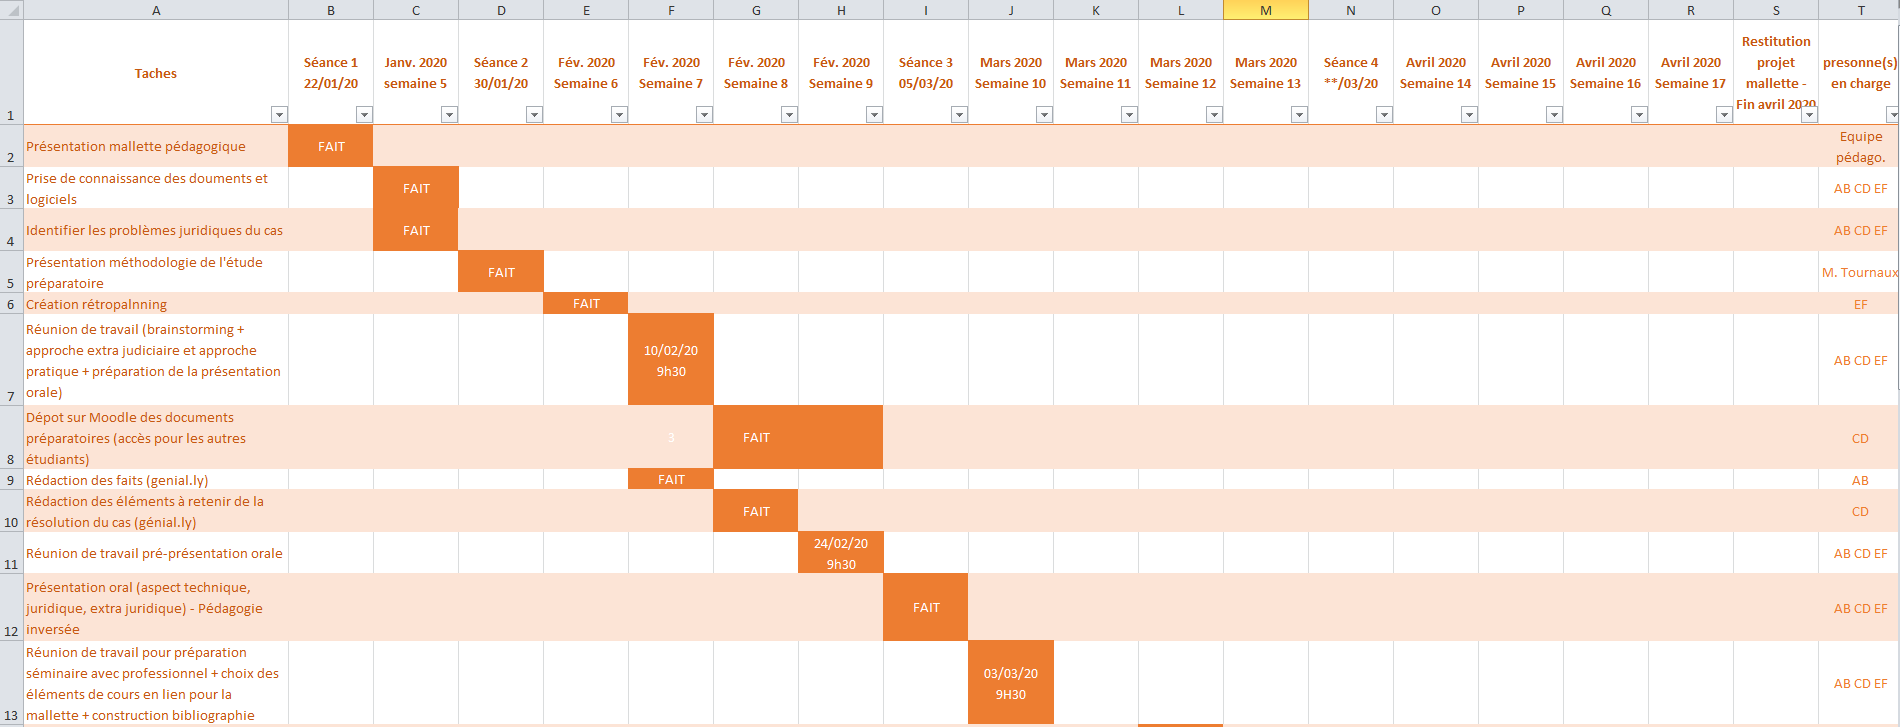 A B C D E F G H I J K L M N O P Q R S T
1
Taches
Séance 1
22/01/20
Janv. 2020
semaine 5
Séance 2
30/01/20
Fév. 2020
Semaine 6
Fév. 2020
Semaine 7
Fév. 2020
Semaine 8
Fév. 2020
Semaine 9
Séance 3
05/03/20
Mars 2020
Semaine 10
Mars 2020
Semaine 11
Mars 2020
Semaine 12
Mars 2020
Semaine 13
Séance 4
**/03/20
Avril 2020
Semaine 14
Avril 2020
Semaine 15
Avril 2020
Semaine 16
Avril 2020
Semaine 17
Restitution
projet
mallette -
Fin avril 2020
presonne(s)
en charge
2
Présentation mallette pédagogique
FAIT
Equipe
pédago.
3
Prise de connaissance des douments et
logiciels
FAIT
AB CD EF
4
Identifier les problèmes juridiques du cas
FAIT
AB CD EF
5
Présentation méthodologie de l'étude
préparatoire
FAIT
M. Tournaux
6
Création rétropalnning
FAIT
EF
7
Réunion de travail (brainstorming +
approche extra judiciaire et approche
pratique + préparation de la présentation
orale)
10/02/20
9h30
AB CD EF
8
Dépot sur Moodle des documents
préparatoires (accès pour les autres
étudiants)
3
FAIT
CD
9
Rédaction des faits (genial.ly)
FAIT
AB
10
Rédaction des éléments à retenir de la
résolution du cas (génial.ly)
FAIT
CD
11
Réunion de travail pré-présentation orale
24/02/20
9h30
AB CD EF
12
Présentation oral (aspect technique,
juridique, extra juridique) - Pédagogie
inversée
FAIT
AB CD EF
13
Réunion de travail pour préparation
séminaire avec professionnel + choix des
éléments de cours en lien pour la
mallette + construction bibliographie
03/03/20
9H30
AB CD EF